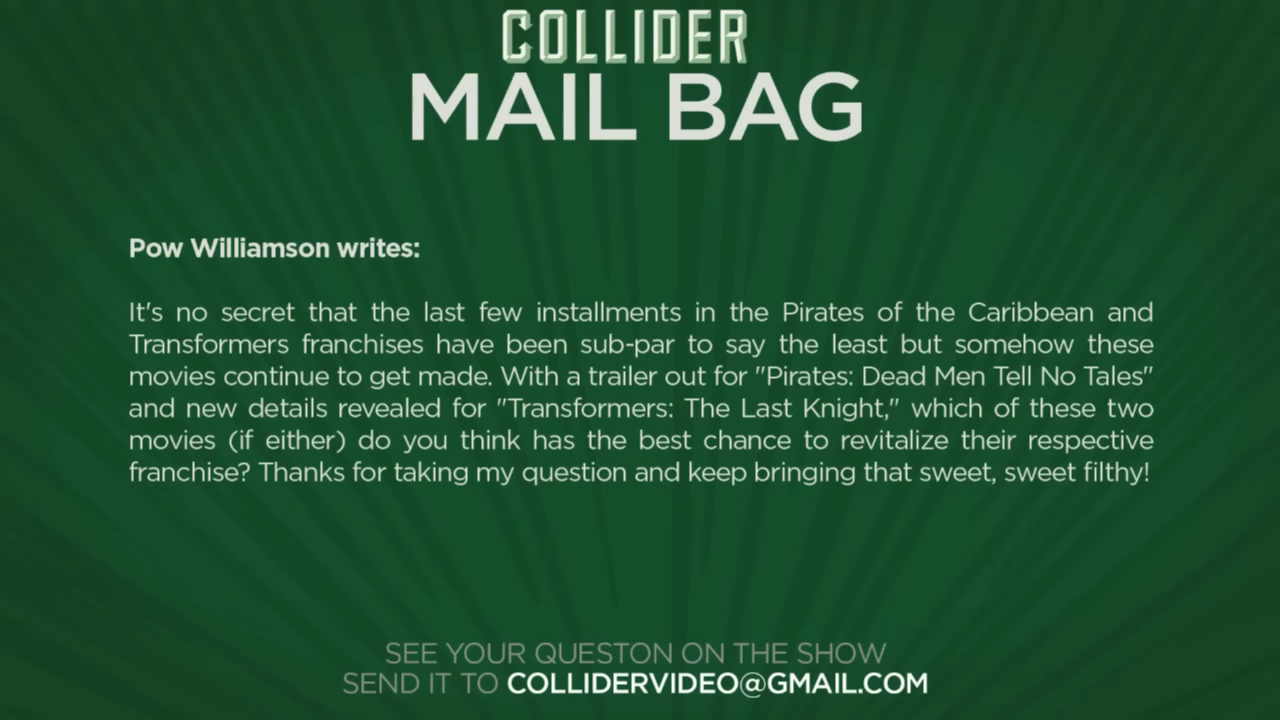 COLLIDER
MAIL BAG
Pow Williamson writes:
It's no secret that the last few installments in the Pirates of the Caribbean and
Transformers franchises have been sub-par to say the least but somehow these
movies continue to get made. With a trailer out for "Pirates: Dead Men Tell No Tales"
and new details revealed for "Transformers: The Last Knight," which of these two
movies (if either) do you think has the best chance to revitalize their respective
franchise? Thanks for taking my question and keep bringing that sweet, sweet filthy!
SEE YOUR QUESTON ON THE SHOW
SEND IT TO COLLIDERVIDEO@GMAIL.COM